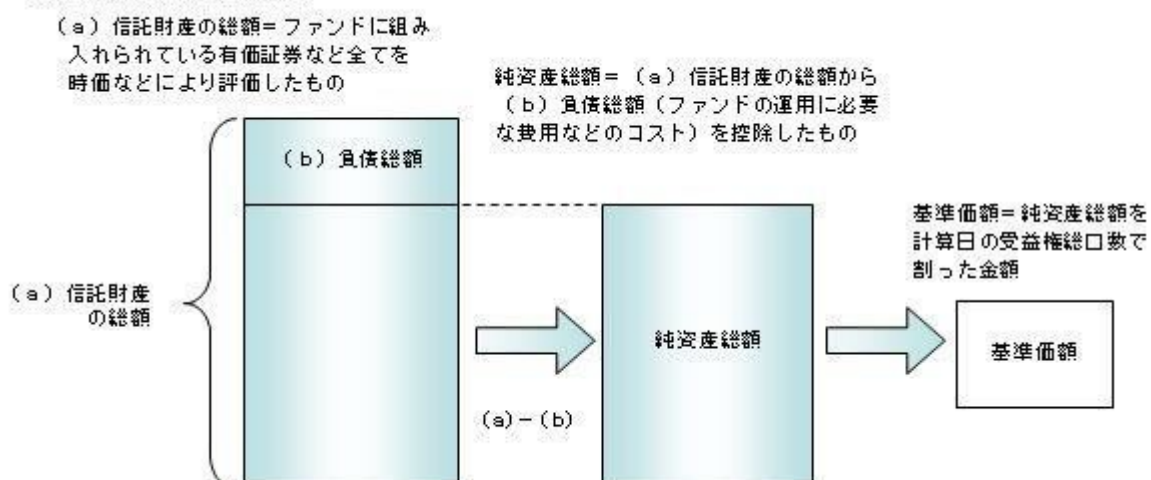 (a)信託財産の総額=ファンドに組み
入れられている有価証券など全てを
時価などにより評価したもの
純資産総額=(a)信託財産の総額から
(b)負債総額(ファンドの運用に必要
な費用などのコスト)を控除したもの
(b)負債総額
基準価額=純資産総額を
計算日の受益権総口数で
割った金額
(a)信託財産
の総額
純資産総額
基準価額
(a)-(b)